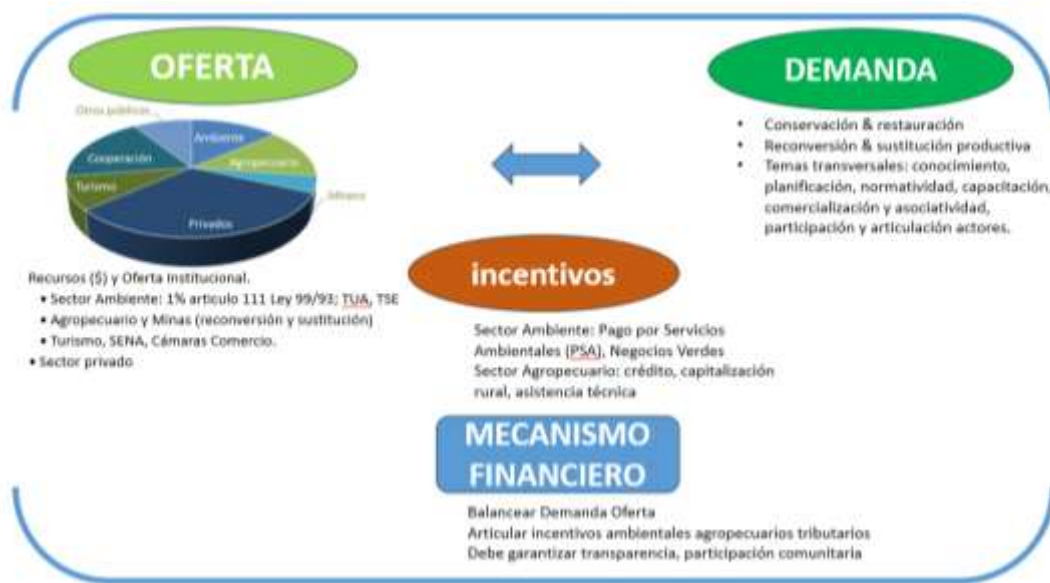 OFERTA
Otros públicos
Ambiente
Cooperación
Agropecuario
Turismo
Minero
Privados
Recursos ($) y Oferta Institucional.
• Sector Ambiente: 1% articulo 111 Ley 99/93; TUA, TSE
• Agropecuario y Minas (reconversión y sustitución)
• Turismo, SENA, Cámaras Comercio.
• Sector privado
DEMANDA
• Conservación & restauración
• Reconversión & sustitución productiva
• Temas transversales: conocimiento,
planificación, normatividad, capacitación,
comercialización y asociatividad,
participación y articulación actores.
incentivos
Sector Ambiente: Pago por Servicios
Ambientales (PSA), Negocios Verdes
Sector Agropecuario: crédito, capitalización
rural, asistencia técnica
MECANISMO
FINANCIERO
Balancear Demanda Oferta
Articular incentivos ambientales agropecuarios tributarios
Debe garantizar transparencia, participación comunitaria